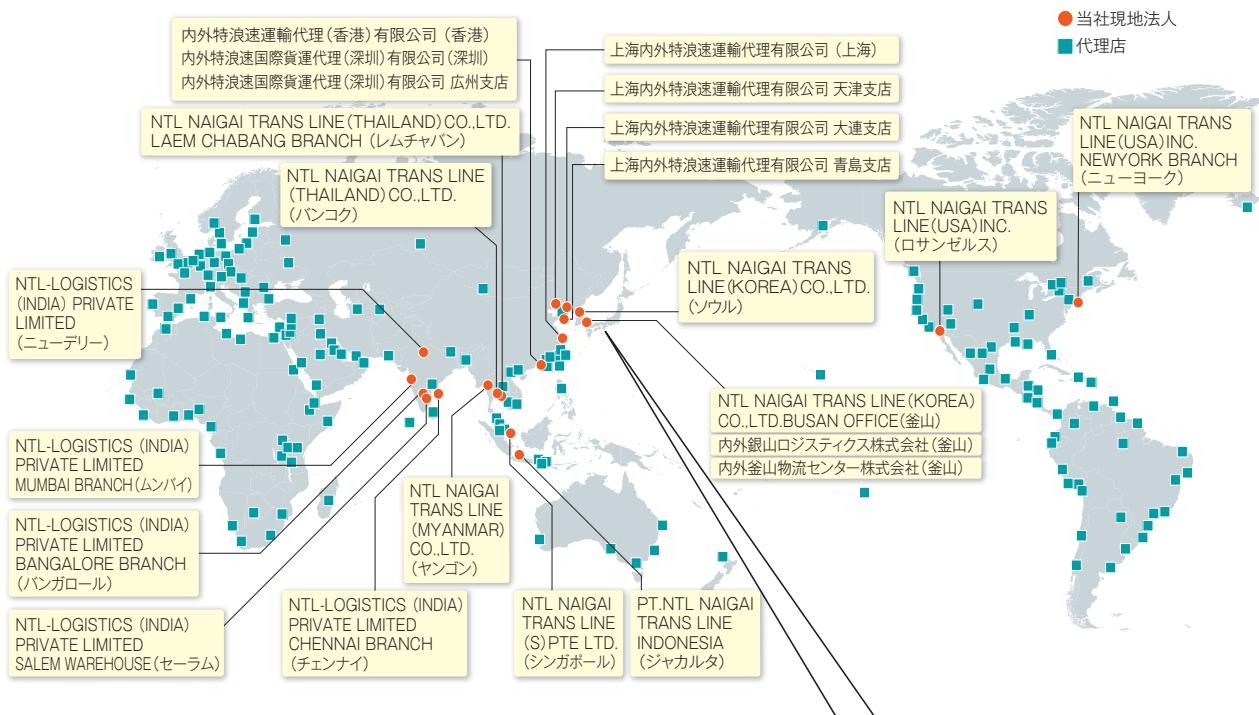 当社現地法人
代理店
内外特浪速運輸代理(香港)有限公司 (香港)
内外特浪速国際貨運代理(深圳)有限公司(深圳)
内外特浪速国際貨運代理(深圳)有限公司 広州支店
NTL NAIGAI TRANS LINE(THAILAND)CO.,LTD.
LAEM CHABANG BRANCH (レムチャバン)
NTL NAIGAI TRANS LINE
(THAILAND)CO.,LTD.
(バンコク)
上海内外特浪速運輸代理有限公司 (上海)
上海内外特浪速運輸代理有限公司 天津支店
上海内外特浪速運輸代理有限公司 大連支店
上海内外特浪速運輸代理有限公司 青島支店
NTL NAIGAI TRANS
LINE(USA)INC.
NEWYORK BRANCH
(ニューヨーク)
NTL NAIGAI TRANS
LINE(USA)INC.
(ロサンゼルス)
NTL NAIGAI TRANS
LINE(KOREA)CO.,LTD.
(ソウル)
NTL-LOGISTICS
(INDIA) PRIVATE
LIMITED
(ニューデリー)
NTL NAIGAI TRANS LINE(KOREA)
CO.,LTD.BUSAN OFFICE(釜山)
内外銀山ロジスティクス株式会社(釜山)
内外釜山物流センター株式会社(釜山)
NTL-LOGISTICS (INDIA)
PRIVATE LIMITED
MUMBAI BRANCH(ムンバイ)
NTL-LOGISTICS (INDIA)
PRIVATE LIMITED
BANGALORE BRANCH
(バンガロール)
NTL-LOGISTICS (INDIA)
PRIVATE LIMITED
SALEM WAREHOUSE(セーラム)
NTL-LOGISTICS (INDIA)
PRIVATE LIMITED
CHENNAI BRANCH
(チェンナイ)
NTL NAIGAI
TRANS LINE
(MYANMAR)
CO.,LTD.
(ヤンゴン)
NTL NAIGAI
TRANS LINE
(S)PTE LTD.
(シンガポール)
PT.NTL NAIGAI
TRANS LINE
INDONESIA
(ジャカルタ)